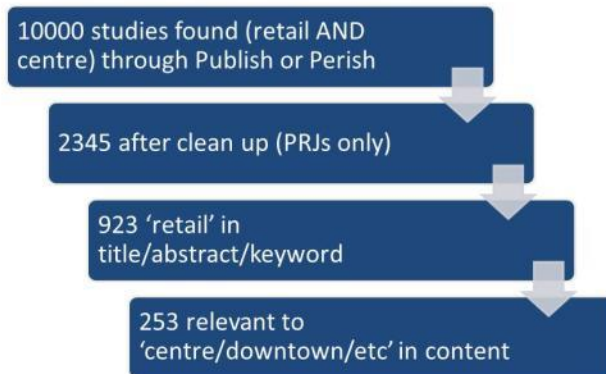 10000 studies found (retail AND
centre) through Publish or Perish
2345 after clean up (PRJs only)
923 ‘retail’ in
title/abstract/keyword
253 relevant to
‘centre/downtown/etc’ in content